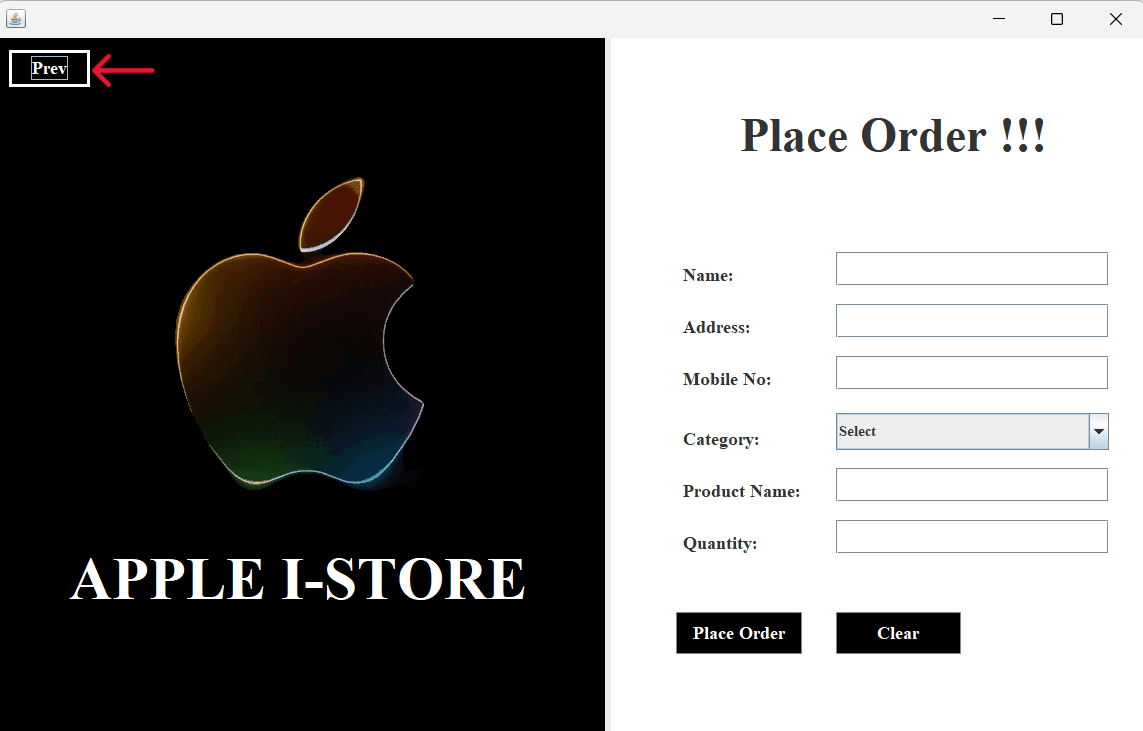 Prev
APPLE I-STORE
Place Order !!!
Name:
Address:
Mobile No:
Category: Select
Product Name:
Quantity:
Place Order Clear